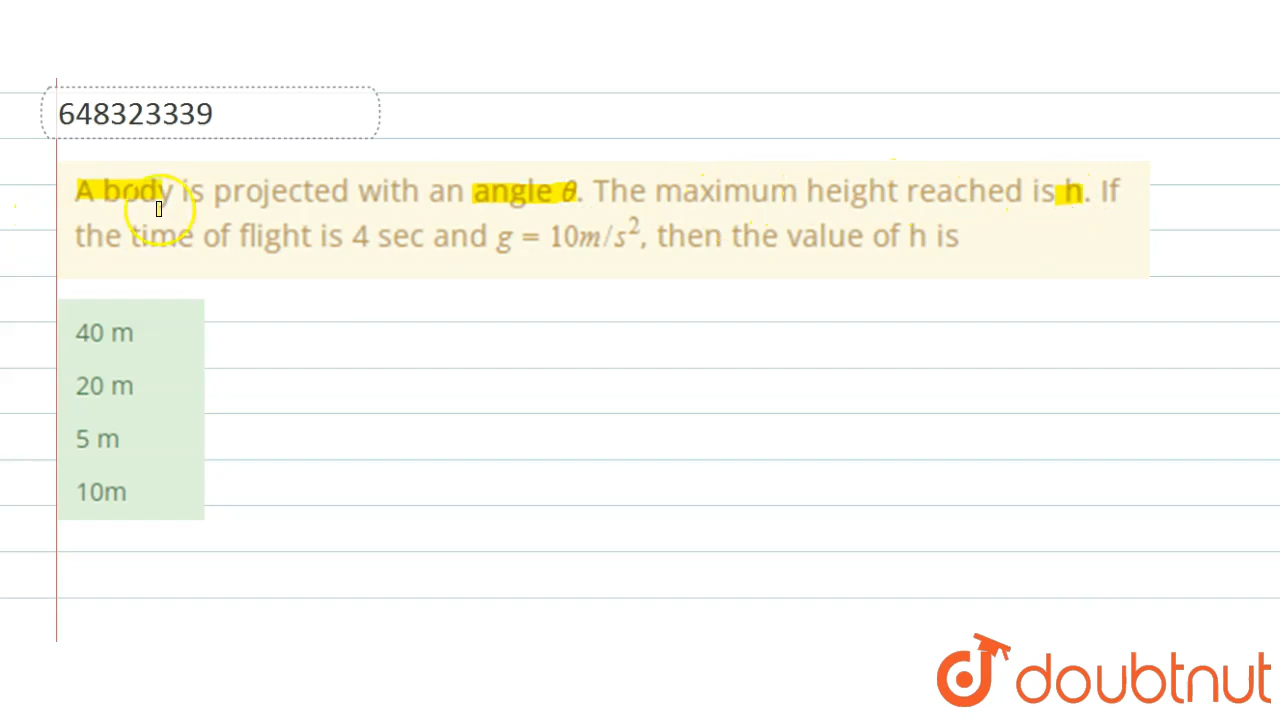 648323339
A body is projected with an angle θ. The maximum height reached is h. If
the time of flight is 4 sec and g = 10m/s², then the value of h is
40 m
20 m
5 m
10m
doubtnut